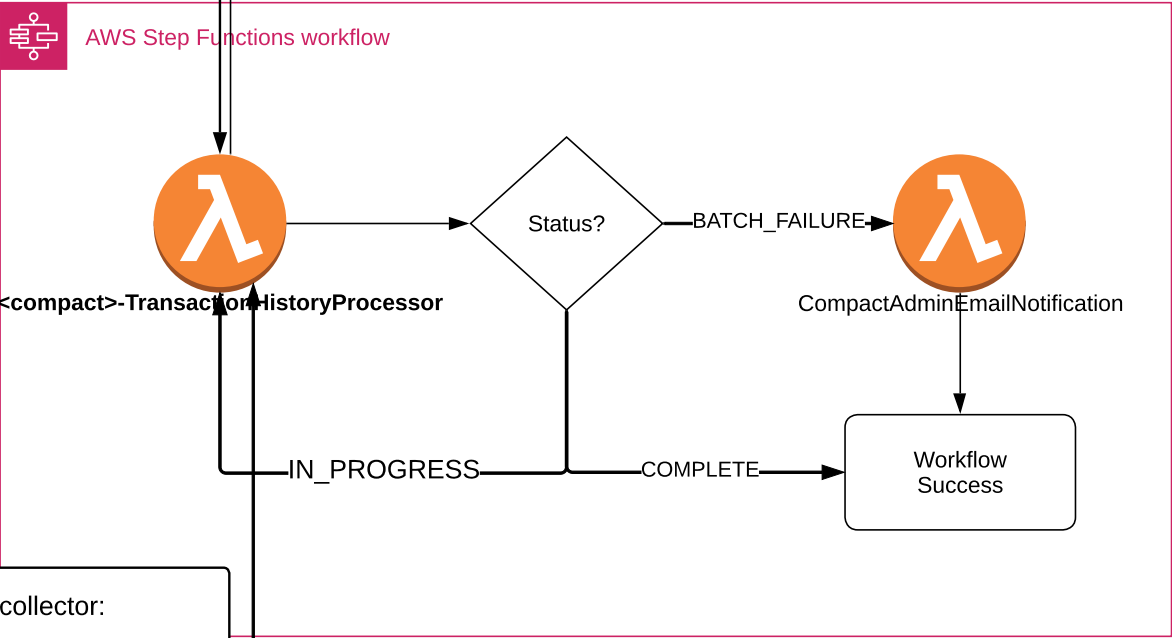 AWS Step Functions workflow
Status?
BATCH_FAILURE
<compact>-TransactionHistoryProcessor
CompactAdminEmailNotification
IN_PROGRESS
COMPLETE
Workflow
Success
collector: